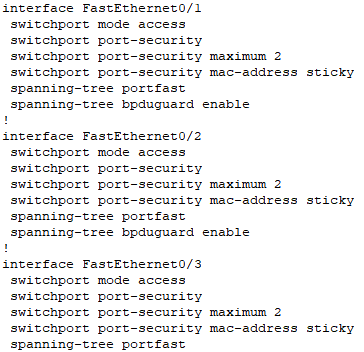 interface FastEthernet0/1
 switchport mode access
 switchport port-security
 switchport port-security maximum 2
 switchport port-security mac-address sticky
 spanning-tree portfast
 spanning-tree bpduguard enable
!
interface FastEthernet0/2
 switchport mode access
 switchport port-security
 switchport port-security maximum 2
 switchport port-security mac-address sticky
 spanning-tree portfast
 spanning-tree bpduguard enable
!
interface FastEthernet0/3
 switchport mode access
 switchport port-security
 switchport port-security maximum 2
 switchport port-security mac-address sticky
 spanning-tree portfast